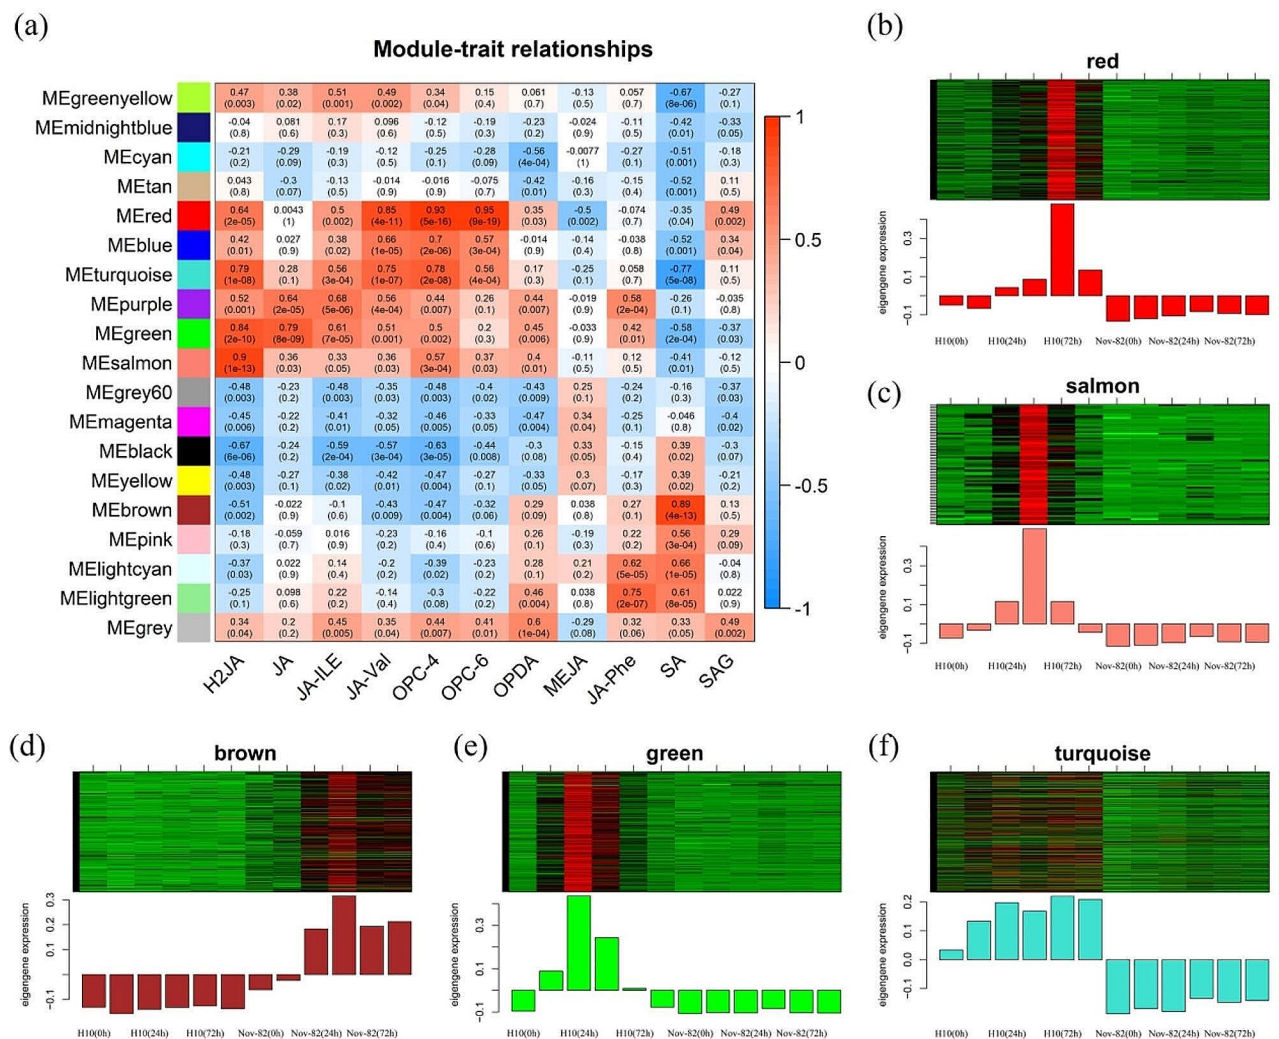 (a)
Module-trait relationships
MEgreenyellow 0.47 0.38 0.51 0.49 0.34 0.15 0.061 -0.13 0.057 -0.67 -0.27
(0.003) (0.02) (0.001) (0.002) (0.04) (0.4) (0.7) (0.5) (0.7) (8e-06) (0.1)
MEmidnightblue -0.04 0.081 0.17 0.096 -0.12 -0.19 -0.23 -0.024 -0.11 -0.42 -0.33
(0.8) (0.6) (0.3) (0.6) (0.5) (0.3) (0.2) (0.9) (0.5) (0.01) (0.05)
MEcyan -0.21 -0.29 -0.19 -0.12 -0.25 -0.28 -0.56 -0.0077 -0.27 -0.51 -0.18
(0.2) (0.09) (0.3) (0.5) (0.1) (0.09) (4e-04) (1) (0.1) (0.001) (0.3)
MEtan 0.043 -0.3 -0.13 -0.014 -0.016 -0.075 -0.42 -0.16 -0.15 -0.52 0.11
(0.8) (0.07) (0.5) (0.9) (0.9) (0.7) (0.01) (0.3) (0.4) (0.001) (0.5)
MEred 0.64 0.0043 0.5 0.85 0.93 0.95 0.35 -0.5 -0.074 -0.35 0.49
(2e-05) (1) (0.002) (4e-11) (5e-16) (9e-19) (0.03) (0.002) (0.7) (0.04) (0.002)
MEblue 0.42 0.027 0.38 0.66 0.7 0.57 -0.014 -0.14 -0.038 -0.52 0.34
(0.01) (0.9) (0.02) (1e-05) (2e-06) (3e-04) (0.9) (0.4) (0.8) (0.001) (0.04)
MEturquoise 0.79 0.28 0.56 0.75 0.78 0.56 0.17 -0.25 0.058 -0.77 0.11
(1e-08) (0.1) (3e-04) (1e-07) (2e-08) (4e-04) (0.3) (0.1) (0.7) (5e-08) (0.5)
MEpurple 0.52 0.64 0.68 0.56 0.44 0.26 0.44 -0.019 0.58 -0.26 -0.035
(0.001) (2e-05) (5e-06) (4e-04) (0.007) (0.1) (0.007) (0.9) (2e-04) (0.1) (0.8)
MEgreen 0.84 0.79 0.61 0.51 0.5 0.2 0.45 -0.033 0.42 -0.58 -0.37
(2e-10) (8e-09) (7e-05) (0.001) (0.002) (0.3) (0.006) (0.9) (0.01) (2e-04) (0.03)
MEsalmon 0.9 0.36 0.33 0.36 0.57 0.37 0.4 -0.11 0.12 -0.41 -0.12
(1e-13) (0.03) (0.05) (0.03) (3e-04) (0.03) (0.01) (0.5) (0.5) (0.01) (0.5)
MEgrey60 -0.48 -0.23 -0.48 -0.35 -0.48 -0.4 -0.43 0.25 -0.24 -0.16 -0.37
(0.003) (0.2) (0.003) (0.03) (0.003) (0.02) (0.009) (0.1) (0.2) (0.3) (0.03)
MEmagenta -0.45 -0.22 -0.41 -0.32 -0.46 -0.33 -0.47 0.34 -0.25 -0.046 -0.4
(0.006) (0.2) (0.01) (0.05) (0.005) (0.05) (0.004) (0.04) (0.1) (0.8) (0.02)
MEblack -0.67 -0.24 -0.59 -0.57 -0.63 -0.44 -0.3 0.33 -0.15 0.39 -0.3
(6e-06) (0.2) (2e-04) (3e-04) (3e-05) (0.008) (0.08) (0.05) (0.4) (0.02) (0.07)
MEyellow -0.48 -0.27 -0.38 -0.42 -0.47 -0.27 -0.33 0.3 -0.17 0.39 -0.21
(0.003) (0.1) (0.02) (0.01) (0.004) (0.1) (0.05) (0.07) (0.3) (0.02) (0.2)
MEbrown -0.51 -0.022 -0.1 -0.43 -0.47 -0.32 0.29 0.038 0.27 0.89 0.13
(0.002) (0.9) (0.6) (0.009) (0.004) (0.06) (0.09) (0.8) (0.1) (4e-13) (0.5)
MEpink -0.18 -0.059 0.016 -0.23 -0.16 -0.1 0.26 -0.19 0.22 0.56 0.29
(0.3) (0.7) (0.9) (0.2) (0.4) (0.6) (0.1) (0.3) (0.2) (3e-04) (0.09)
MElightcyan -0.37 0.022 0.14 -0.2 -0.39 -0.23 0.28 0.21 0.62 0.66 -0.04
(0.03) (0.9) (0.4) (0.2) (0.02) (0.2) (0.1) (0.2) (5e-05) (1e-05) (0.8)
MElightgreen -0.25 0.098 0.22 -0.14 -0.3 -0.22 0.46 0.038 0.75 0.61 0.022
(0.1) (0.6) (0.2) (0.4) (0.08) (0.2) (0.004) (0.8) (2e-07) (8e-05) (0.9)
MEgrey 0.34 0.2 0.45 0.35 0.44 0.41 0.6 -0.29 0.32 0.33 0.49
(0.04) (0.2) (0.005) (0.04) (0.007) (0.01) (1e-04) (0.08) (0.06) (0.05) (0.002)
H2JA JA JA-ILE JA-Val OPC-4 OPC-6 OPDA MEJA JA-Phe SA SAG
1
0.5
0
-0.5
-1
(b)
red
eigengene expression
0.3
0.1
-0.1
H10(0h) H10(24h) H10(72h) Nov-82(0h) Nov-82(24h) Nov-82(72h)
(c)
salmon
eigengene expression
0.3
0.1
-0.1
H10(0h) H10(24h) H10(72h) Nov-82(0h) Nov-82(24h) Nov-82(72h)
(d)
brown
eigengene expression
0.3
0.2
0.1
-0.1
H10(0h) H10(24h) H10(72h) Nov-82(0h) Nov-82(24h) Nov-82(72h)
(e)
green
eigengene expression
0.3
0.1
-0.1
H10(0h) H10(24h) H10(72h) Nov-82(0h) Nov-82(24h) Nov-82(72h)
(f)
turquoise
eigengene expression
0.2
0.1
0.0
-0.1
H10(0h) H10(24h) H10(72h) Nov-82(0h) Nov-82(24h) Nov-82(72h)